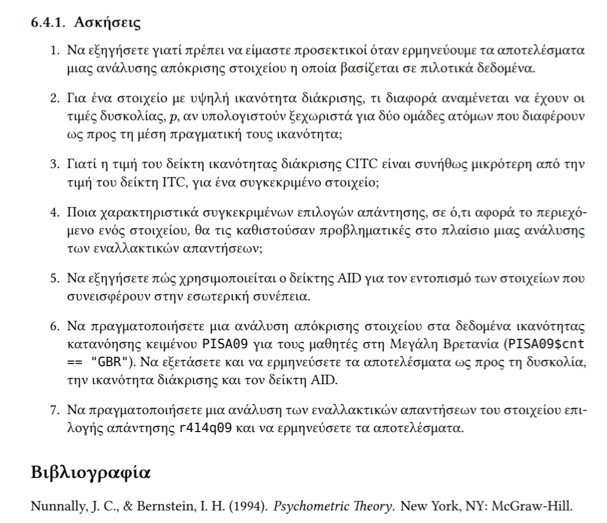 6.4.1. Ασκήσεις
1. Να εξηγήσετε γιατί πρέπει να είμαστε προσεκτικοί όταν ερμηνεύουμε τα αποτελέσματα
μιας ανάλυσης απόκρισης στοιχείου η οποία βασίζεται σε πιλοτικά δεδομένα.
2. Για ένα στοιχείο με υψηλή ικανότητα διάκρισης, τι διαφορά αναμένεται να έχουν οι
τιμές δυσκολίας, p, αν υπολογιστούν ξεχωριστά για δύο ομάδες ατόμων που διαφέρουν
ως προς τη μέση πραγματική τους ικανότητα;
3. Γιατί η τιμή του δείκτη ικανότητας διάκρισης CITC είναι συνήθως μικρότερη από την
τιμή του δείκτη ITC, για ένα συγκεκριμένο στοιχείο;
4. Ποια χαρακτηριστικά συγκεκριμένων επιλογών απάντησης, σε ό,τι αφορά το περιεχό-
μενο ενός στοιχείου, θα τις καθιστούσαν προβληματικές στο πλαίσιο μιας ανάλυσης
των εναλλακτικών απαντήσεων;
5. Να εξηγήσετε πώς χρησιμοποιείται ο δείκτης AID για τον εντοπισμό των στοιχείων που
συνεισφέρουν στην εσωτερική συνέπεια.
6. Να πραγματοποιήσετε μια ανάλυση απόκρισης στοιχείου στα δεδομένα ικανότητας
κατανόησης κειμένου PISA09 για τους μαθητές στη Μεγάλη Βρετανία (PISA09$cnt
== "GBR"). Να εξετάσετε και να ερμηνεύσετε τα αποτελέσματα ως προς τη δυσκολία,
την ικανότητα διάκρισης και τον δείκτη AID.
7. Να πραγματοποιήσετε μια ανάλυση των εναλλακτικών απαντήσεων του στοιχείου επι-
λογής απάντησης r414q09 και να ερμηνεύσετε τα αποτελέσματα.
Βιβλιογραφία
Nunnally, J. C., & Bernstein, I. H. (1994). Psychometric Theory. New York, NY: McGraw-Hill.